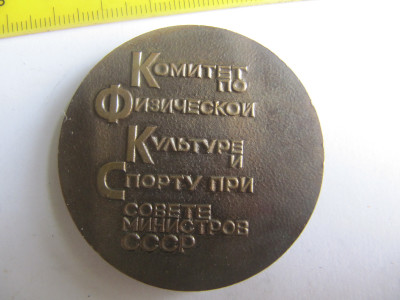 Комитет
по
Физической
Культуре
и
Спорту при
Совете
Министров
СССР